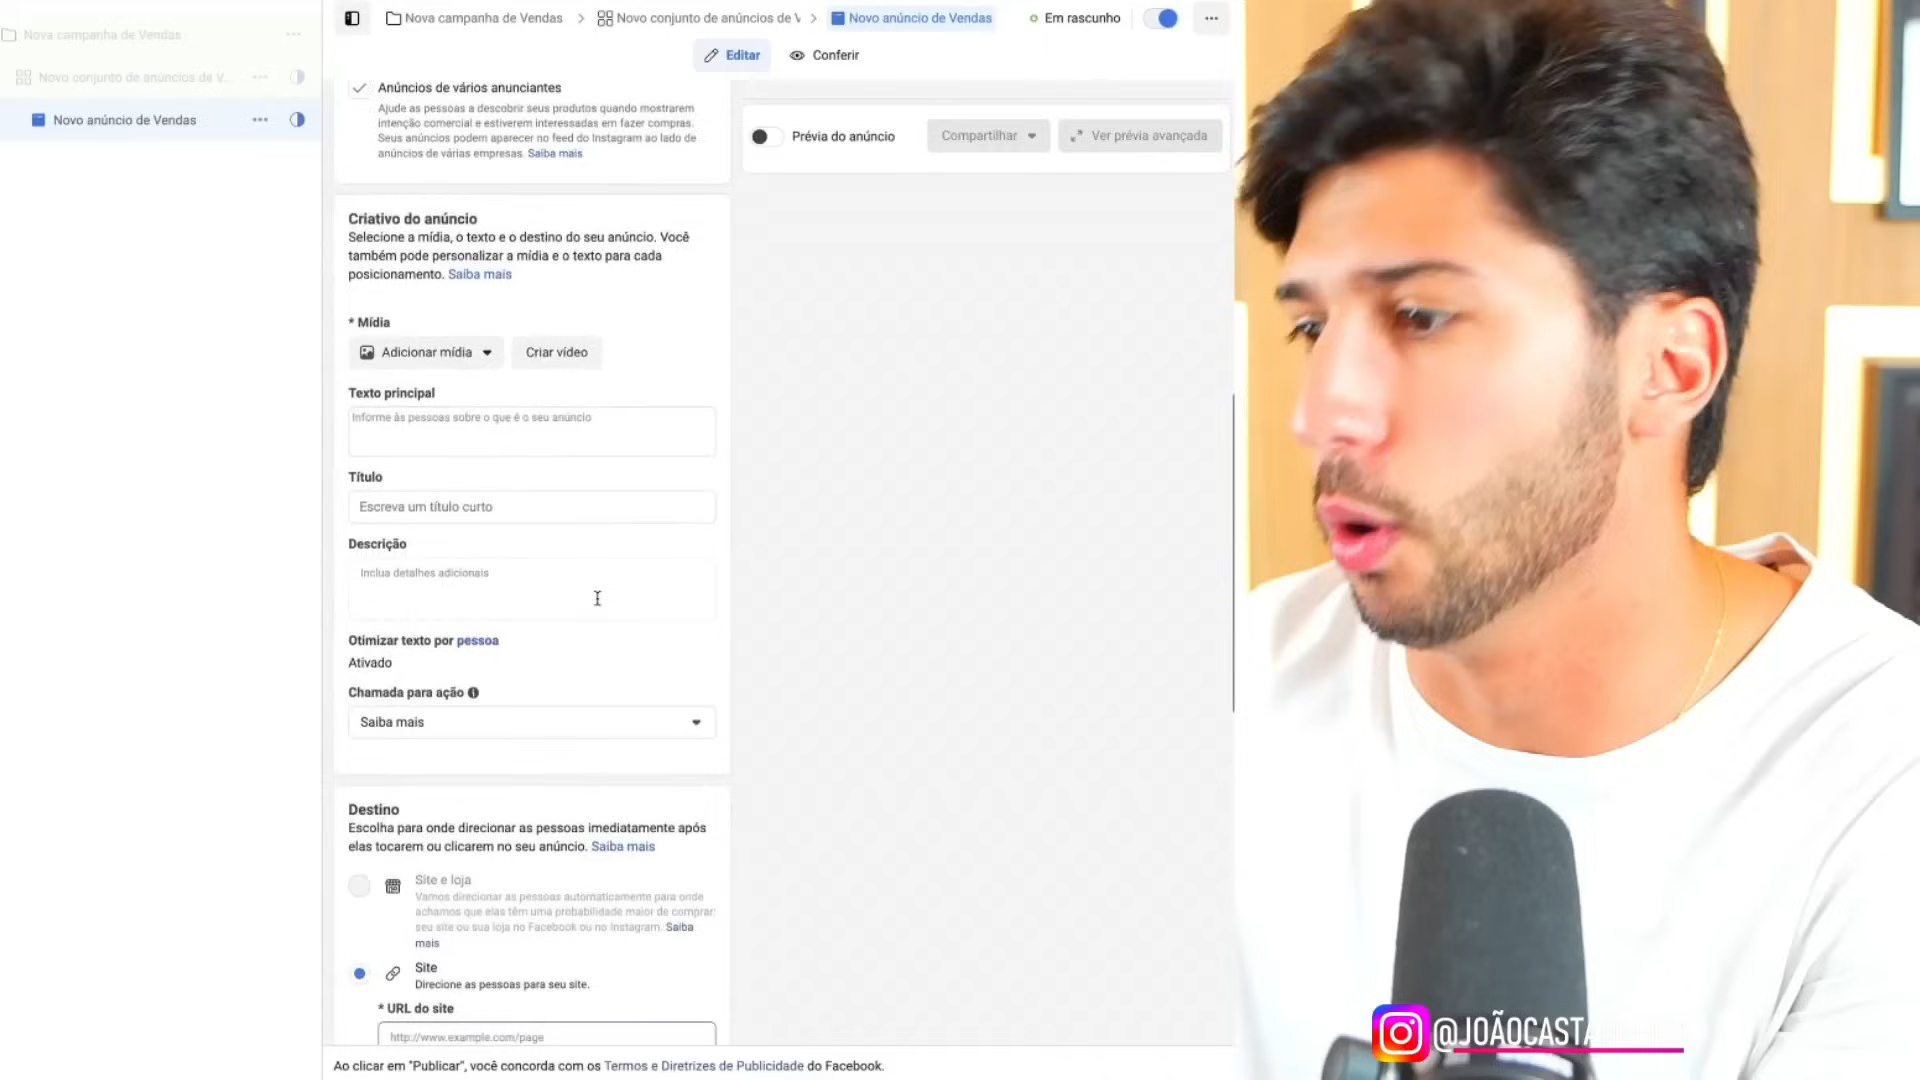 Nova campanha de Vendas
Novo conjunto de anúncios de V...
Novo anúncio de Vendas
Nova campanha de Vendas > Novo conjunto de anúncios de V > Novo anúncio de Vendas
Em rascunho
Editar
Conferir
Anúncios de vários anunciantes
Ajude as pessoas a descobrir seus produtos quando mostrarem
intenção comercial e estiverem interessadas em fazer compras.
Seus anúncios podem aparecer no feed do Instagram ao lado de
anúncios de várias empresas. Saiba mais
Prévia do anúncio
Compartilhar
Ver prévia avançada
Criativo do anúncio
Selecione a mídia, o texto e o destino do seu anúncio. Você
também pode personalizar a mídia e o texto para cada
posicionamento. Saiba mais
* Mídia
Adicionar mídia
Criar vídeo
Texto principal
Informe às pessoas sobre o que é o seu anúncio
Título
Escreva um título curto
Descrição
Inclua detalhes adicionais
Otimizar texto por pessoa
Ativado
Chamada para ação
Saiba mais
Destino
Escolha para onde direcionar as pessoas imediatamente após
elas tocarem ou clicarem no seu anúncio. Saiba mais
Site e loja
Vamos direcionar as pessoas automaticamente para onde
achamos que elas têm uma probabilidade maior de comprar:
seu site ou sua loja no Facebook ou no Instagram. Saiba
mais
Site
Direcione as pessoas para seu site.
* URL do site
http://www.example.com/page
Ao clicar em "Publicar", você concorda com os Termos e Diretrizes de Publicidade do Facebook.